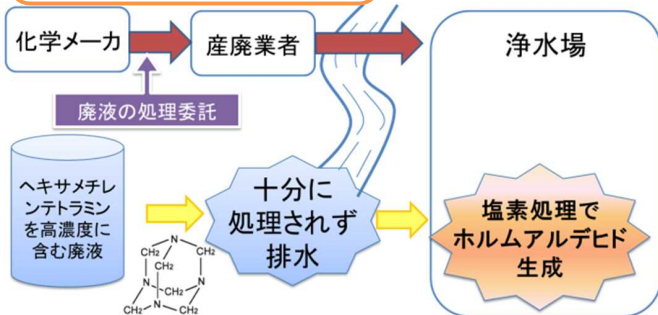 化学メーカ
産廃業者
浄水場
廃液の処理委託
ヘキサメチレ
ンテトラミン
を高濃度に
含む廃液
十分に
処理されず
排水
塩素処理で
ホルムアルデヒド
生成
N
CH2
CH2
CH2
N
N
CH2
N
CH2
CH2